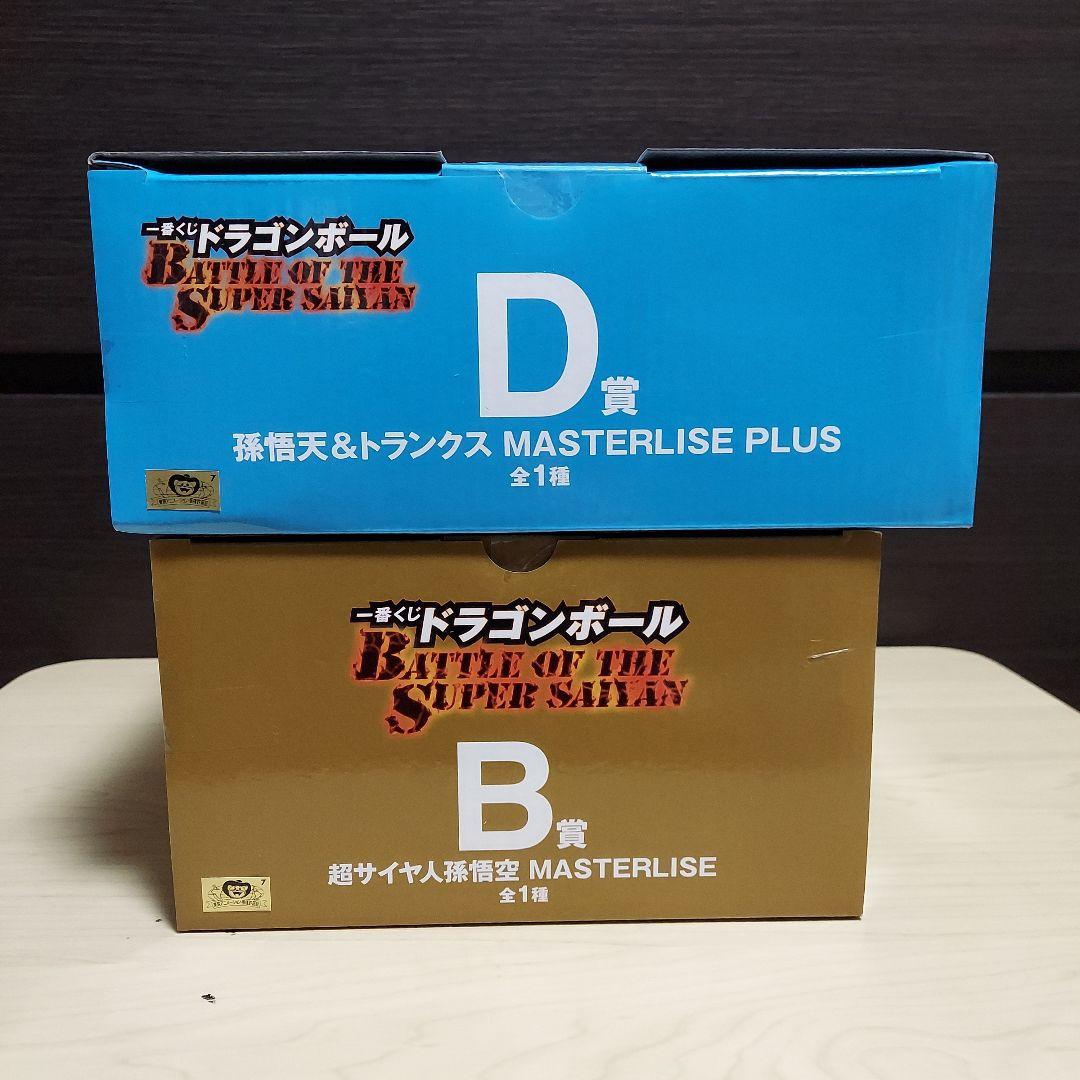 一番くじ ドラゴンボール
BATTLE OF THE
SUPER SAIYAN
D賞
孫悟天&トランクス MASTERLISE PLUS
全1種
7
一番くじ ドラゴンボール
BATTLE OF THE
SUPER SAIYAN
B賞
超サイヤ人孫悟空 MASTERLISE
全1種
7